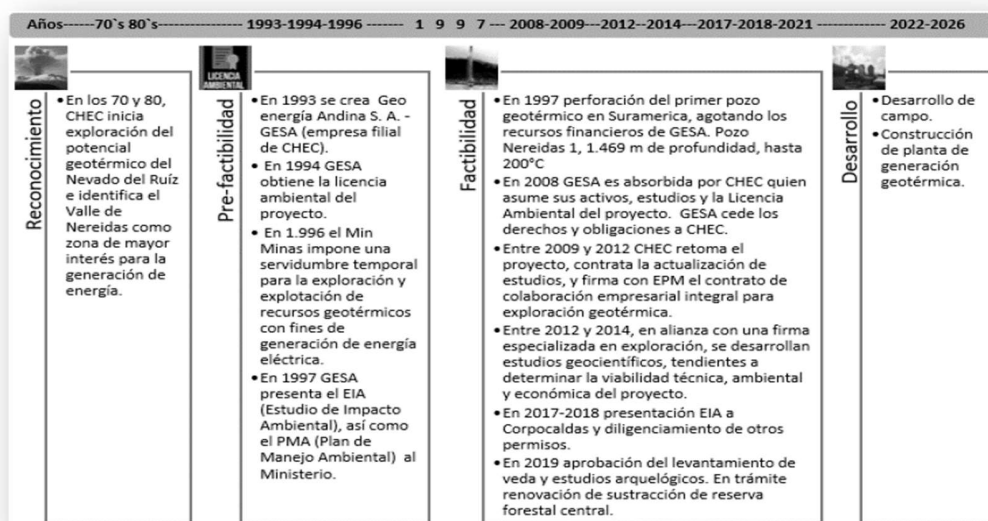 Años------70`s 80`s----------------- 1993-1994-1996 ------- 1 9 9 7 --- 2008-2009---2012--2014---2017-2018-2021 -------------- 2022-2026
Reconocimiento
•En los 70 y 80,
CHEC inicia
exploración del
potencial
geotérmico del
Nevado del Ruíz
e identifica el
Valle de
Nereidas como
zona de mayor
interés para la
generación de
energía.
LICENCIA
AMBIENTAL
Pre-factibilidad
•En 1993 se crea Geo
energía Andina S. A. -
GESA (empresa filial
de CHEC).
• En 1994 GESA
obtiene la licencia
ambiental del
proyecto.
• En 1.996 el Min
Minas impone una
servidumbre temporal
para la exploración y
explotación de
recursos geotérmicos
con fines de
generación de energía
eléctrica.
•En 1997 GESA
presenta el EIA
(Estudio de Impacto
Ambiental), así como
el PMA (Plan de
Manejo Ambiental) al
Ministerio.
Factibilidad
•En 1997 perforación del primer pozo
geotérmico en Suramerica, agotando los
recursos financieros de GESA. Pozo
Nereidas 1, 1.469 m de profundidad, hasta
200°C
•En 2008 GESA es absorbida por CHEC quien
asume sus activos, estudios y la Licencia
Ambiental del proyecto. GESA cede los
derechos y obligaciones a CHEC.
•Entre 2009 y 2012 CHEC retoma el
proyecto, contrata la actualización de
estudios, y firma con EPM el contrato de
colaboración empresarial integral para
exploración geotérmica.
•Entre 2012 y 2014, en alianza con una firma
especializada en exploración, se desarrollan
estudios geocientíficos, tendientes a
determinar la viabilidad técnica, ambiental
y económica del proyecto.
•En 2017-2018 presentación EIA a
Corpocaldas y diligenciamiento de otros
permisos.
•En 2019 aprobación del levantamiento de
veda y estudios arquelógicos. En trámite
renovación de sustracción de reserva
forestal central.
Desarrollo
•Desarrollo de
campo.
•Construcción
de planta de
generación
geotérmica.